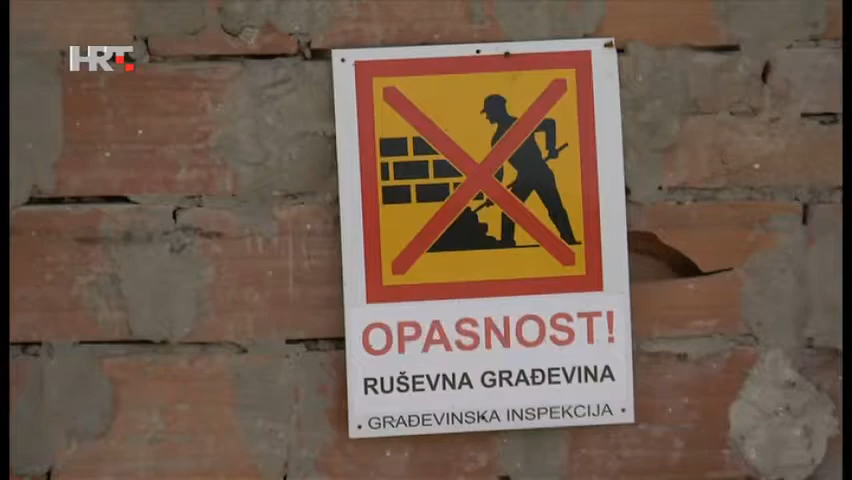 HRT
OPASNOST!
RUŠEVNA GRAĐEVINA
GRAĐEVINSKA INSPEKCIJA